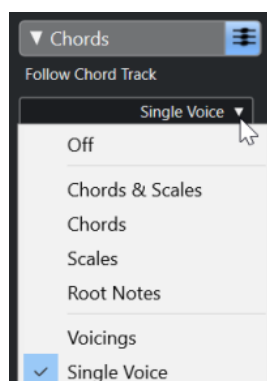 Chords
Follow Chord Track
Single Voice
Off
Chords & Scales
Chords
Scales
Root Notes
Voicings
Single Voice